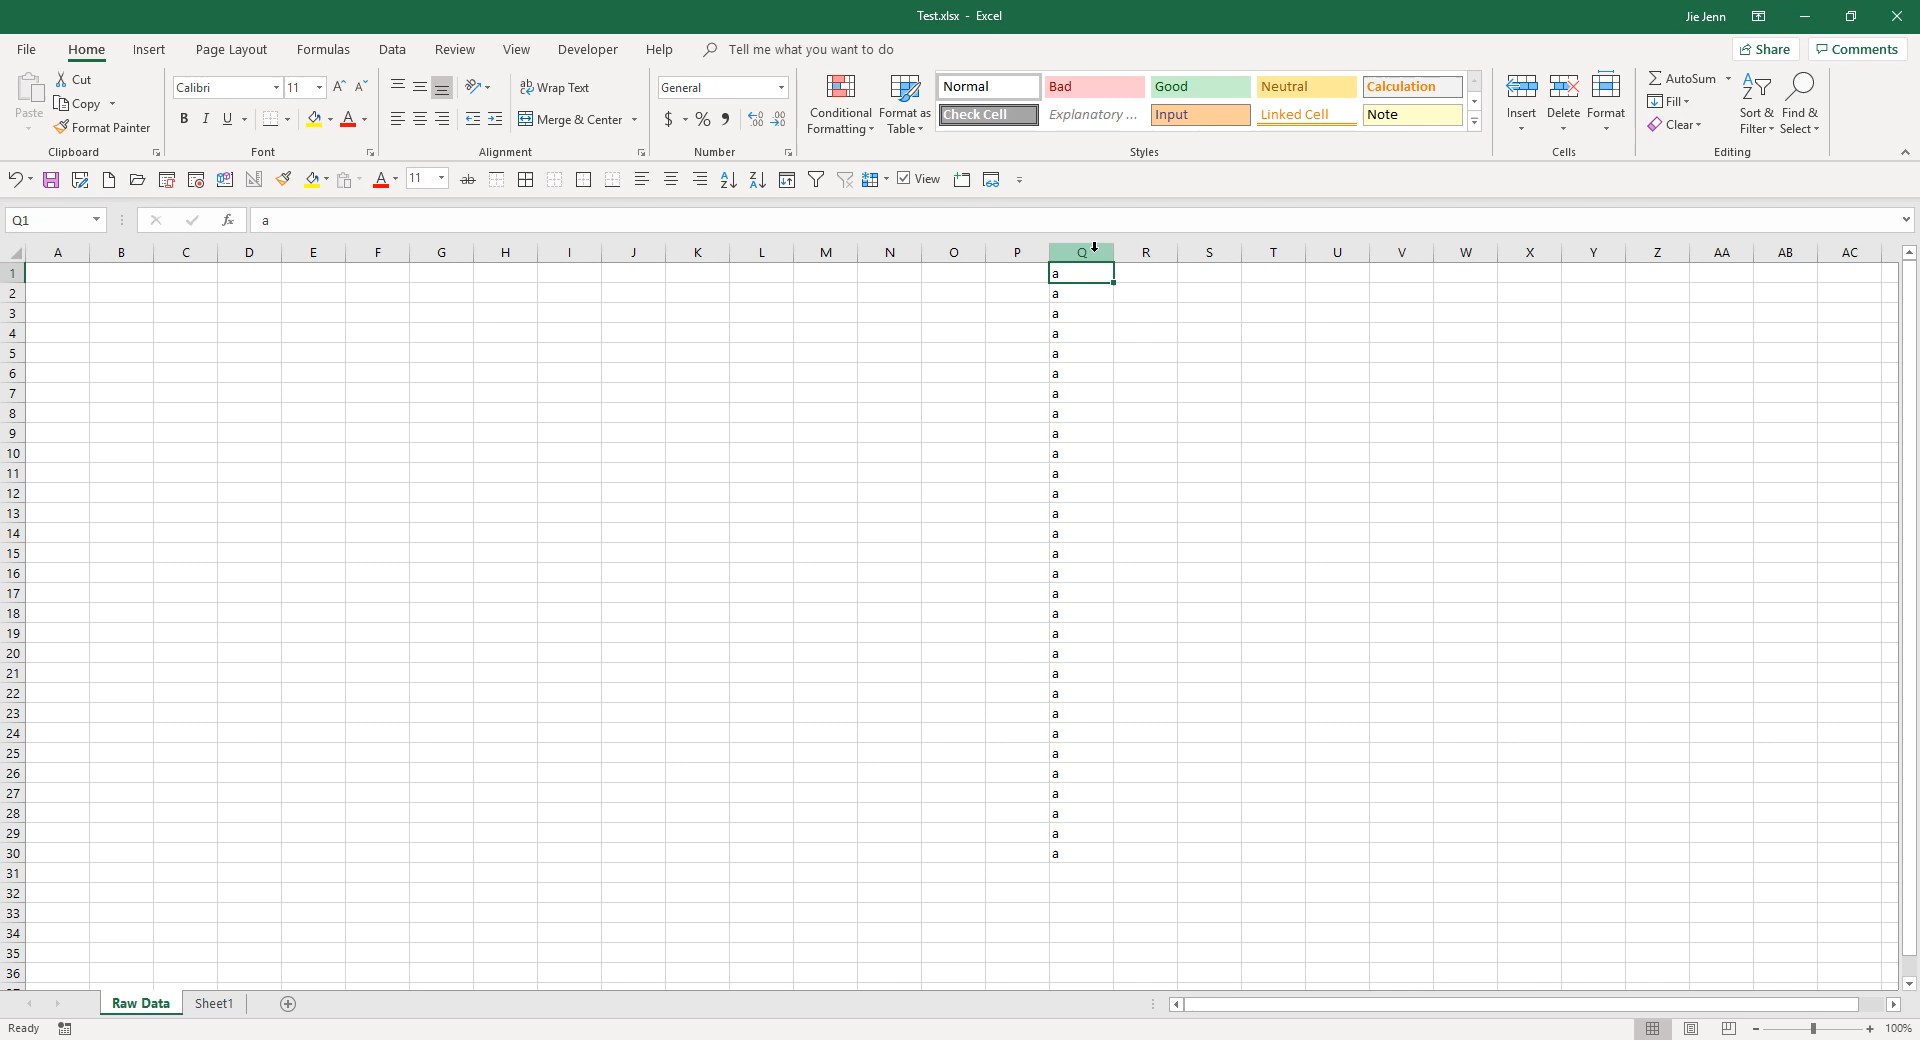 Test.xlsx - Excel
Jie Jenn
File Home Insert Page Layout Formulas Data Review View Developer Help Tell me what you want to do Share Comments
Paste
Cut
Copy
Format Painter
Clipboard
Calibri 11 A A
B I U A
Font
Wrap Text
Merge & Center
Alignment
General
$ % 9 .00 .00
Number
Conditional Formatting
Format as Table
Normal Bad Good Neutral Calculation
Check Cell Explanatory ... Input Linked Cell Note
Styles
Insert Delete Format
Cells
AutoSum
Fill
Clear
Sort & Filter
Find & Select
Editing
A 11 ab View
Q1 fx a
A B C D E F G H I J K L M N O P Q R S T U V W X Y Z AA AB AC
1 a
2 a
3 a
4 a
5 a
6 a
7 a
8 a
9 a
10 a
11 a
12 a
13 a
14 a
15 a
16 a
17 a
18 a
19 a
20 a
21 a
22 a
23 a
24 a
25 a
26 a
27 a
28 a
29 a
30 a
31
32
33
34
35
36
Raw Data Sheet1
Ready 100%